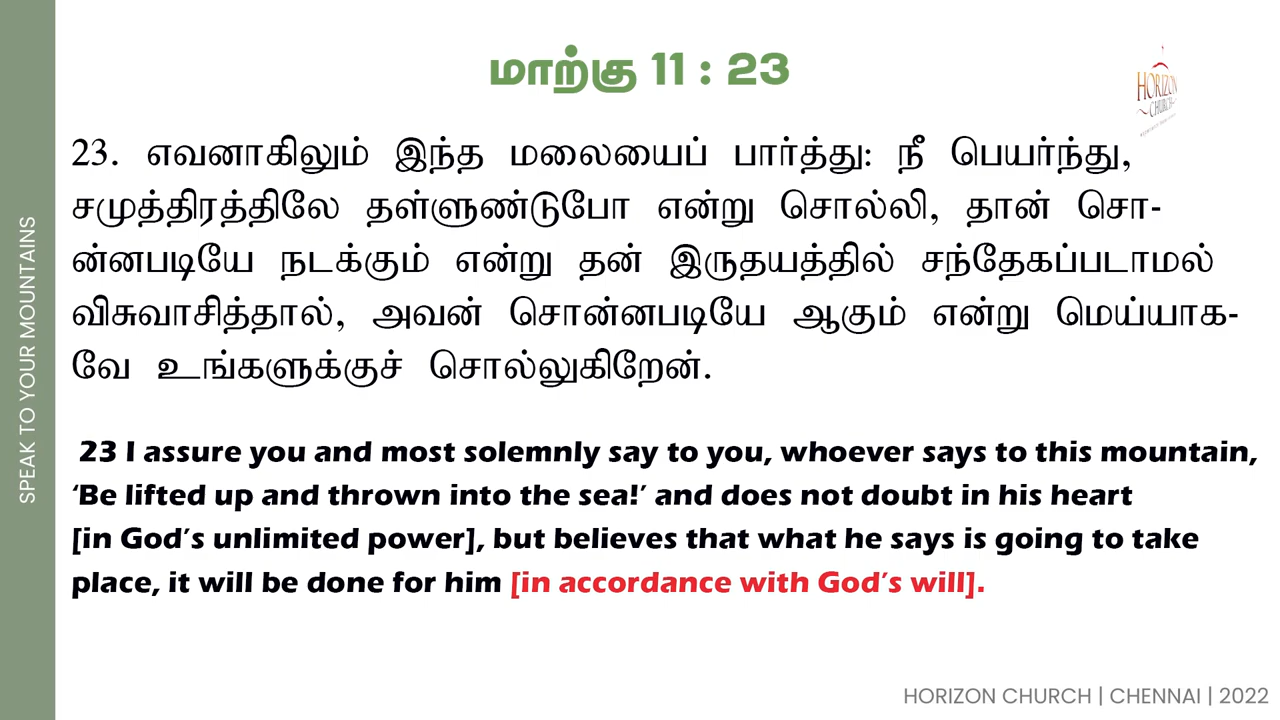 மாற்கு 11 : 23
HORIZON
CHURCH
23. எவனாகிலும் இந்த மலையைப் பார்த்து: நீ பெயர்ந்து,
சமுத்திரத்திலே தள்ளுண்டுபோ என்று சொல்லி, தான் சொ-
ன்னபடியே நடக்கும் என்று தன் இருதயத்தில் சந்தேகப்படாமல்
விசுவாசித்தால், அவன் சொன்னபடியே ஆகும் என்று மெய்யாக-
வே உங்களுக்குச் சொல்லுகிறேன்.
23 I assure you and most solemnly say to you, whoever says to this mountain,
‘Be lifted up and thrown into the sea!’ and does not doubt in his heart
[in God’s unlimited power], but believes that what he says is going to take
place, it will be done for him [in accordance with God’s will].
SPEAK TO YOUR MOUNTAINS
HORIZON CHURCH | CHENNAI | 2022